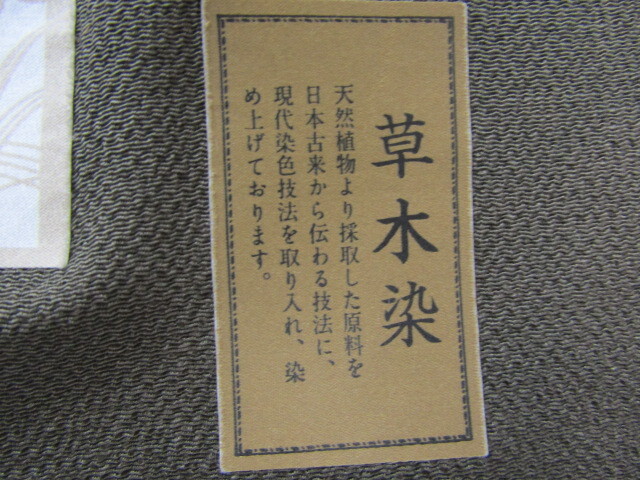 草木染
天然植物より採取した原料を
日本古来から伝わる技法に、
現代染色技法を取り入れ、染
め上げております。